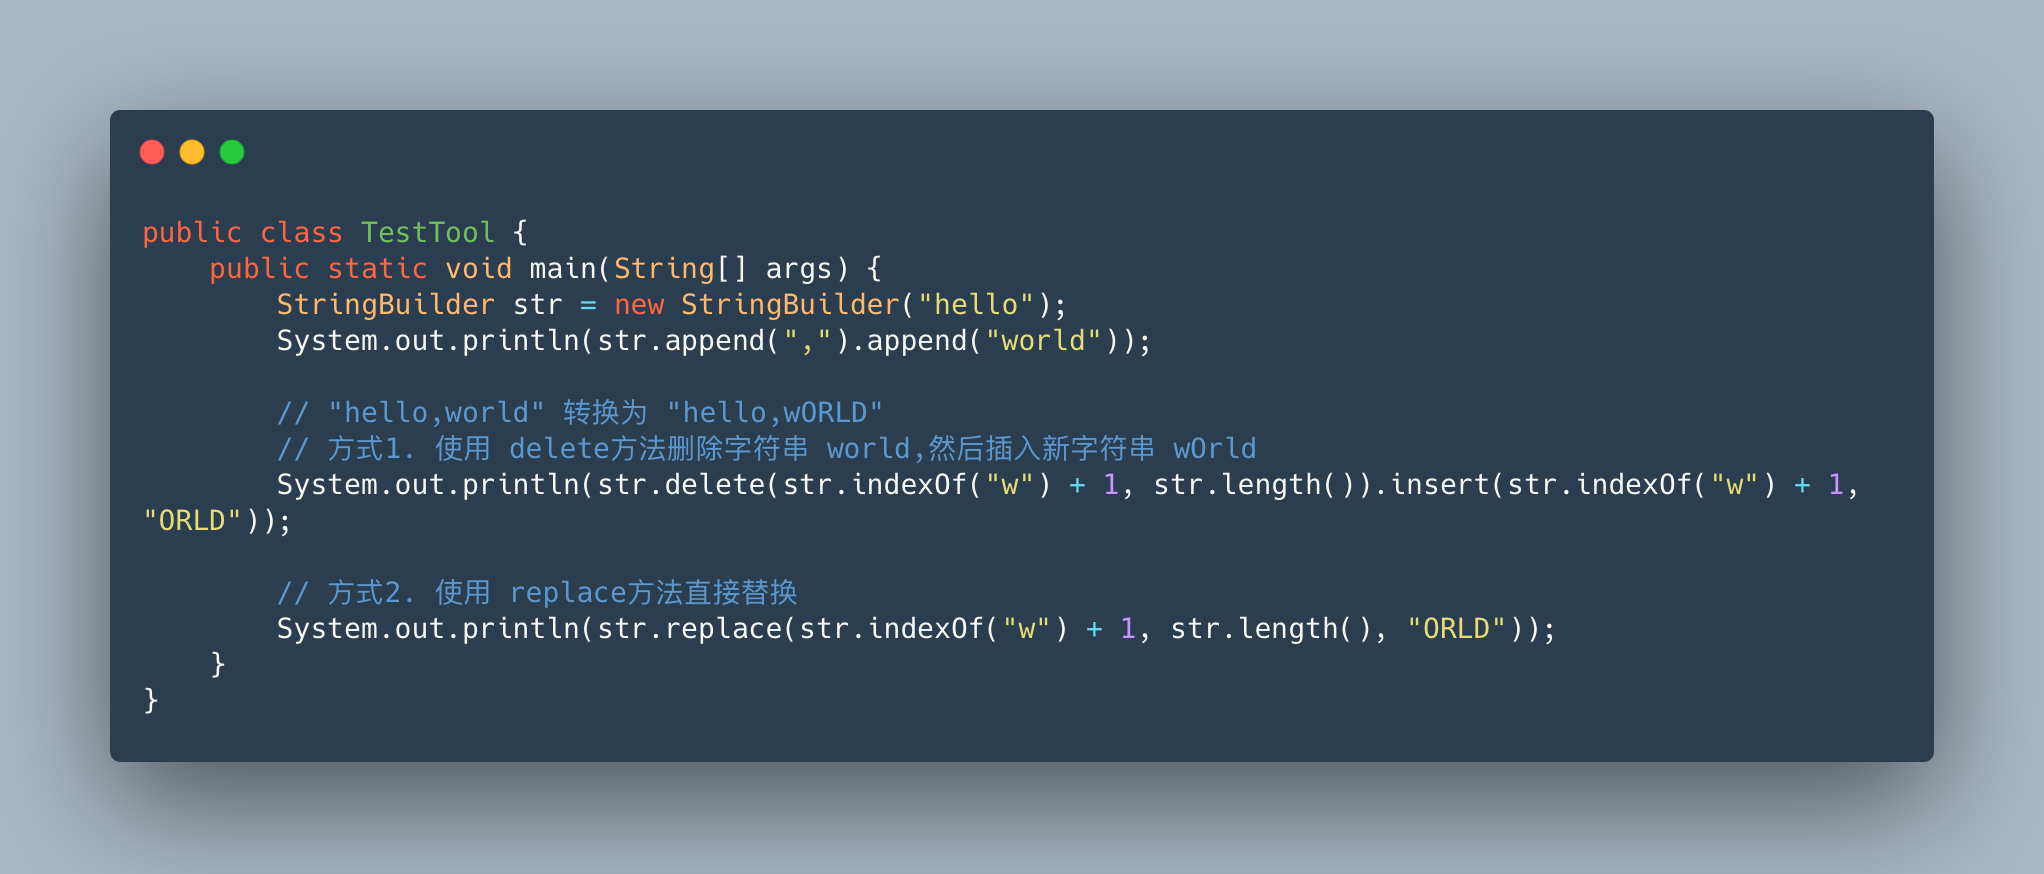 public class TestTool {
    public static void main(String[] args) {
        StringBuilder str = new StringBuilder("hello");
        System.out.println(str.append(",").append("world"));
        // "hello,world" 转换为 "hello,wORLD"
        // 方式1. 使用 delete方法删除字符串 world,然后插入新字符串 wOrld
        System.out.println(str.delete(str.indexOf("w") + 1, str.length()).insert(str.indexOf("w") + 1,
"ORLD"));
        // 方式2. 使用 replace方法直接替换
        System.out.println(str.replace(str.indexOf("w") + 1, str.length(), "ORLD"));
    }
}